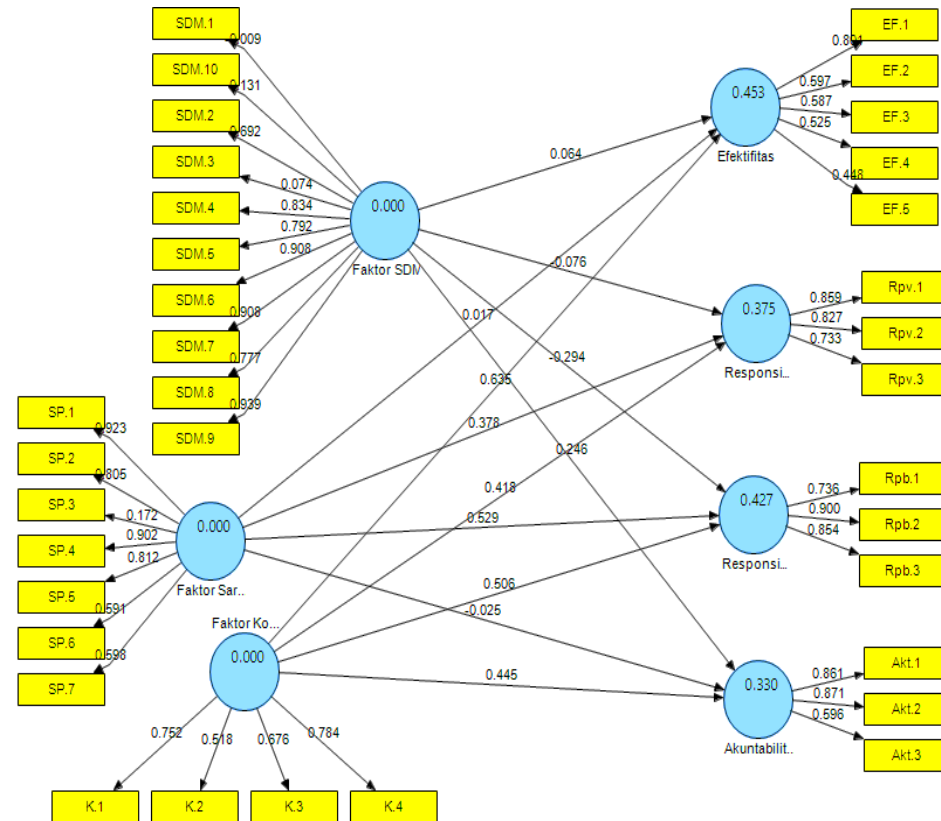 SDM.1
SDM.10
SDM.2
SDM.3
SDM.4
SDM.5
SDM.6
SDM.7
SDM.8
SDM.9
0.009
0.131
0.692
0.074
0.834
0.792
0.908
0.908
0.777
0.939
0.000
Faktor SDM
SP.1
SP.2
SP.3
SP.4
SP.5
SP.6
SP.7
0.923
0.805
0.172
0.902
0.812
0.591
0.598
0.000
Faktor Sar...
Faktor Ko...
0.000
0.752
0.518
0.676
0.784
K.1
K.2
K.3
K.4
0.064
-0.076
0.017
-0.294
0.635
0.378
0.246
0.418
0.529
0.506
-0.025
0.445
0.453
Efektifitas
0.597
0.587
0.525
0.448
EF.1
EF.2
EF.3
EF.4
EF.5
0.375
Responsi...
0.859
0.827
0.733
Rpv.1
Rpv.2
Rpv.3
0.427
Responsi...
0.736
0.900
0.854
Rpb.1
Rpb.2
Rpb.3
0.330
Akuntabilit..
0.861
0.871
0.596
Akt.1
Akt.2
Akt.3